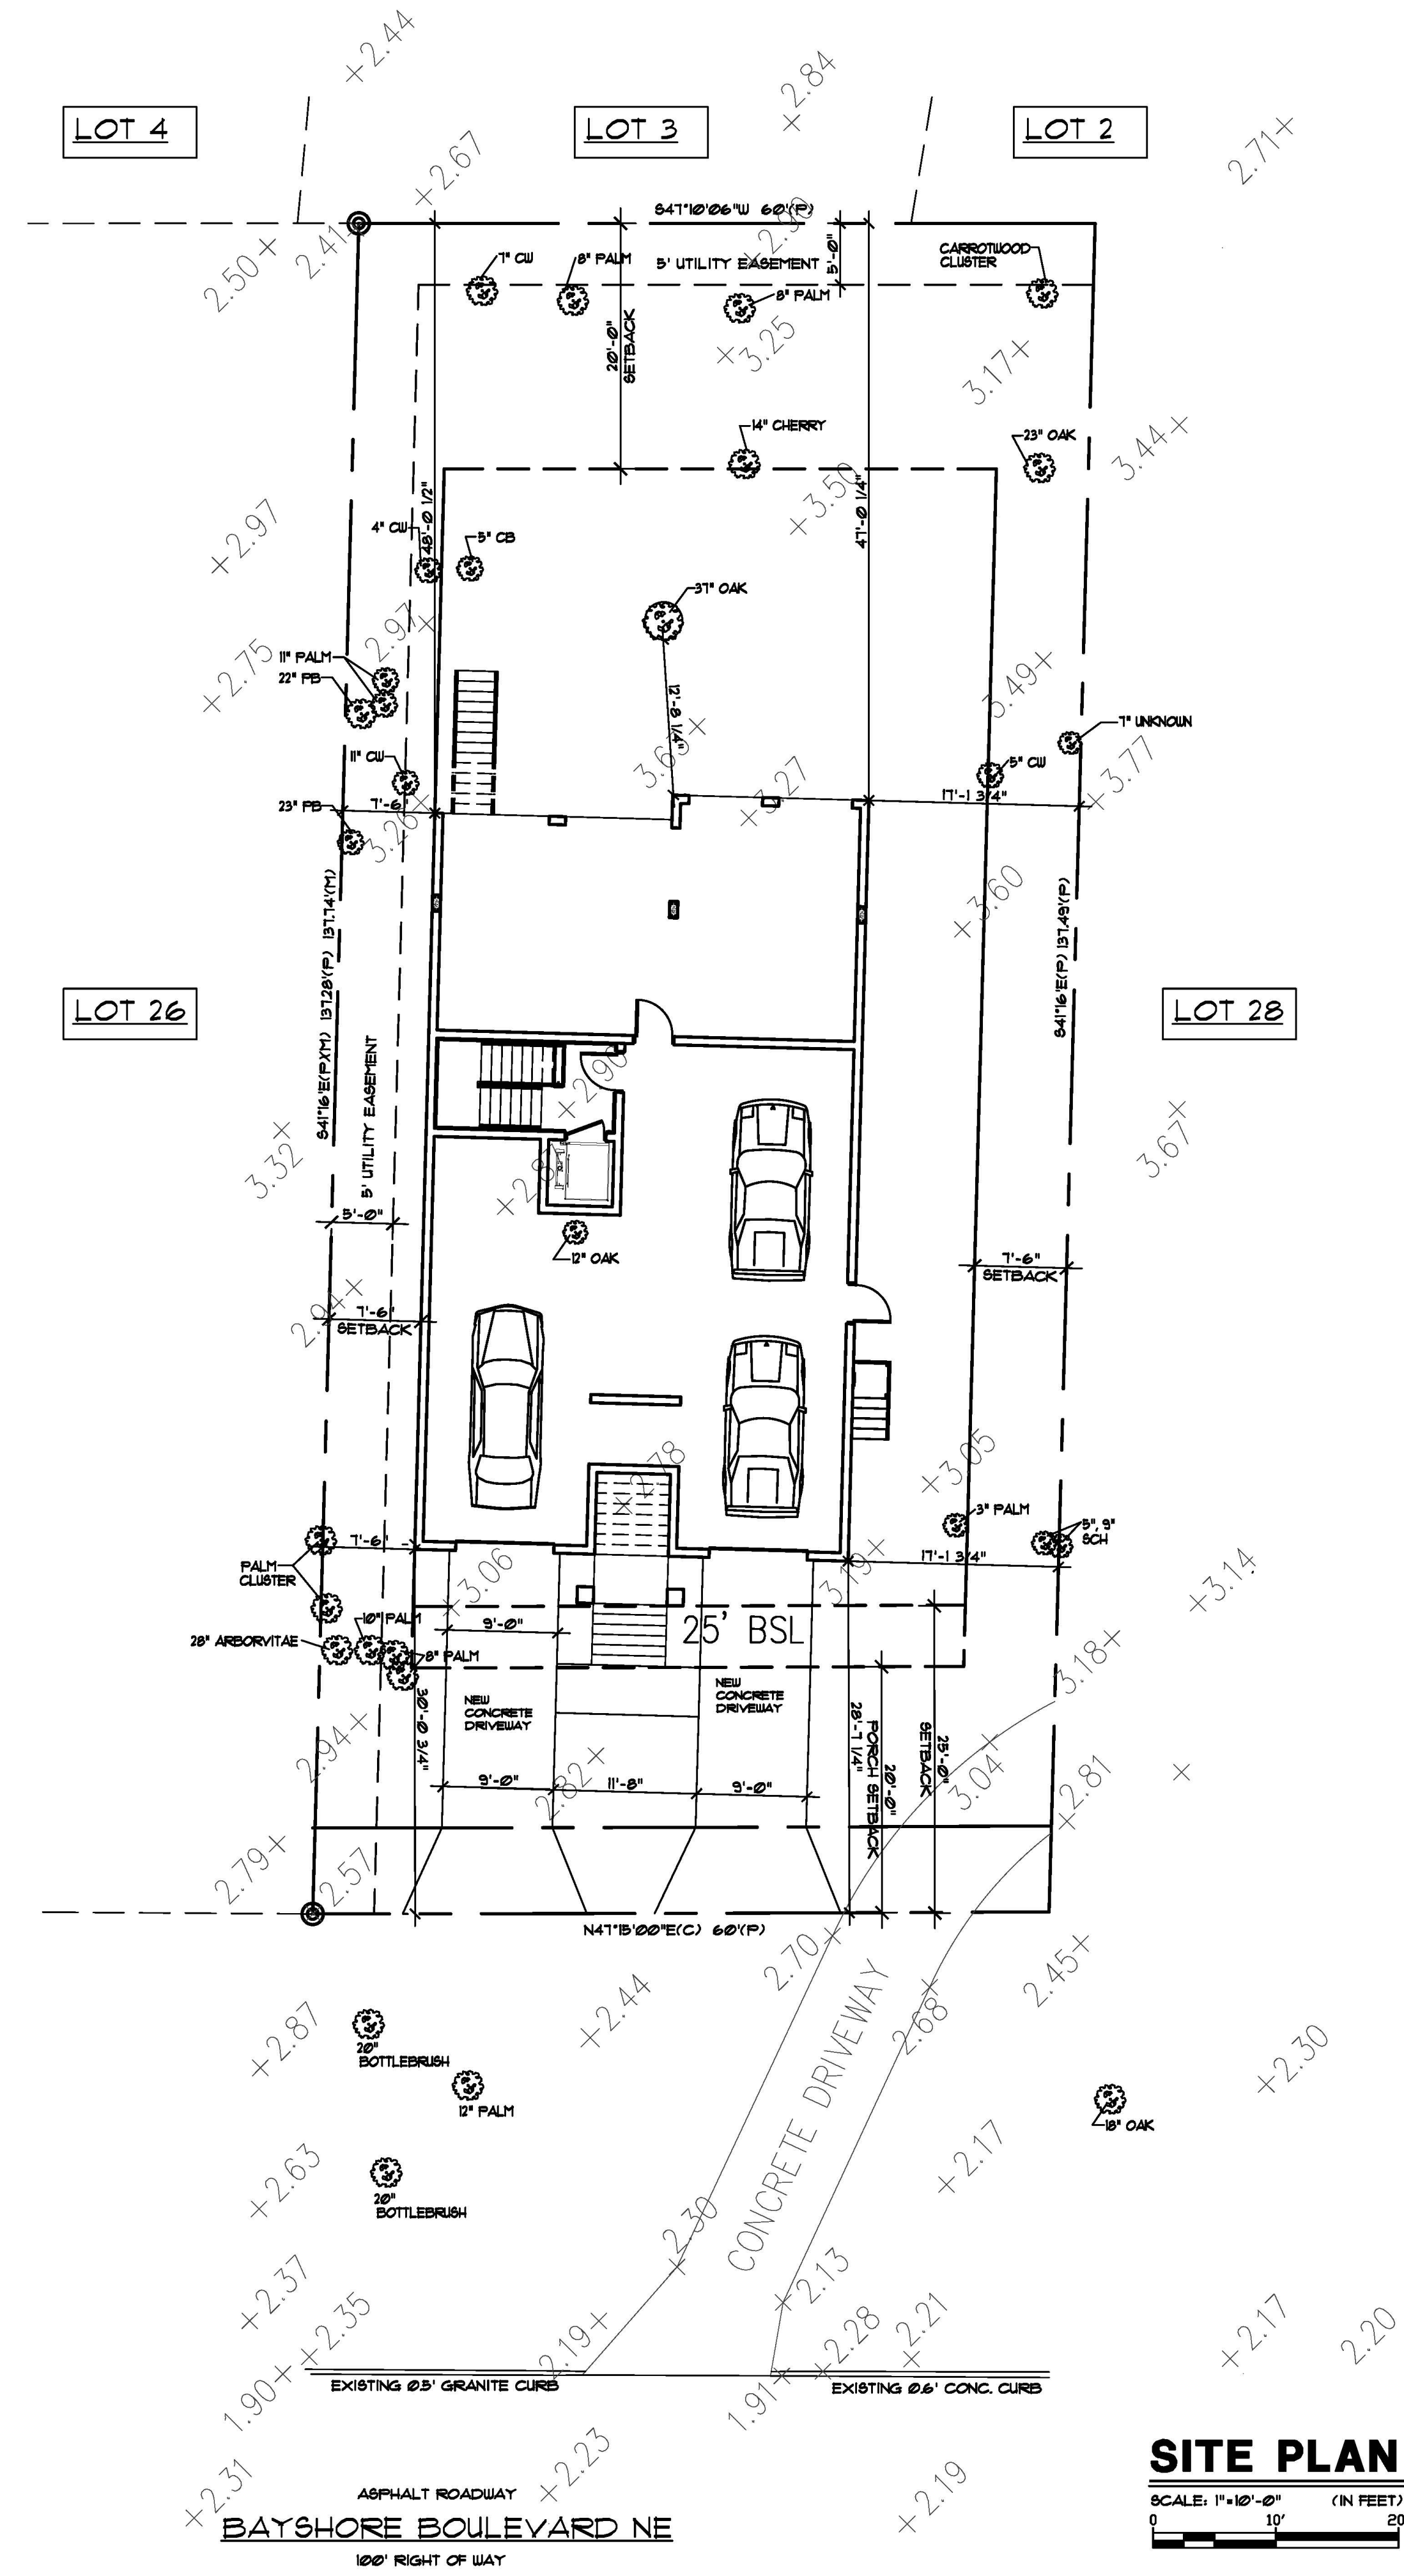 +2.44
+2.84
LOT 4
LOT 3
LOT 2
2.71+
+2.67
S47°10'06"W 60'(P)
2.50+
2.41+
+2.90
7" CW
8" PALM
5' UTILITY EASEMENT
5'-0"
CARROTWOOD
CLUSTER
8" PALM
+3.25
20'-0"
SETBACK
3.17+
14" CHERRY
23" OAK
3.44+
+3.50
48'-0 1/2"
47'-0 1/4"
+2.97
4" CW
5" CB
37" OAK
2.97+
11" PALM
22" PB
+2.75
12'-8 1/4"
3.49+
7" UNKNOWN
11" CW
3.63+
+3.27
5" CW
+3.77
23" PB
7'-6"
3.26+
17'-1 3/4"
S41°16'E(P)(M) 137.28'(P) 137.74'(M)
S41°16'E(P) 137.49'(P)
+3.60
LOT 26
LOT 28
5' UTILITY EASEMENT
+2.90
3.32+
3.67+
5'-0"
12" OAK
7'-6"
SETBACK
2.94+
7'-6"
SETBACK
+2.78
+3.05
3" PALM
5", 9"
SCH
7'-6"
17'-1 3/4"
PALM
CLUSTER
+3.06
3.19+
+3.14
10" PALM
28" ARBORVITAE
8" PALM
9'-0"
25' BSL
3.18+
NEW
CONCRETE
DRIVEWAY
NEW
CONCRETE
DRIVEWAY
30'-0 3/4"
28'-7 1/4"
PORCH SETBACK
20'-0"
SETBACK
25'-0"
2.94+
2.82+
3.04+
+2.81
9'-0"
11'-8"
9'-0"
2.79+
2.57
N47°15'00"E(C) 60'(P)
2.70+
2.45+
+2.44
+2.87
20"
BOTTLEBRUSH
2.68+
+2.30
12" PALM
18" OAK
CONCRETE DRIVEWAY
+2.63
20"
BOTTLEBRUSH
+2.17
2.30
+2.37
+2.35
+2.13
+2.28
+2.21
2.19+
+2.17
2.20
1.90+
1.91+
EXISTING 0.5' GRANITE CURB
EXISTING 0.6' CONC. CURB
+2.31
+2.23
+2.19
ASPHALT ROADWAY
BAYSHORE BOULEVARD NE
100' RIGHT OF WAY
SITE PLAN
SCALE: 1"=10'-0" (IN FEET)
0 10' 20